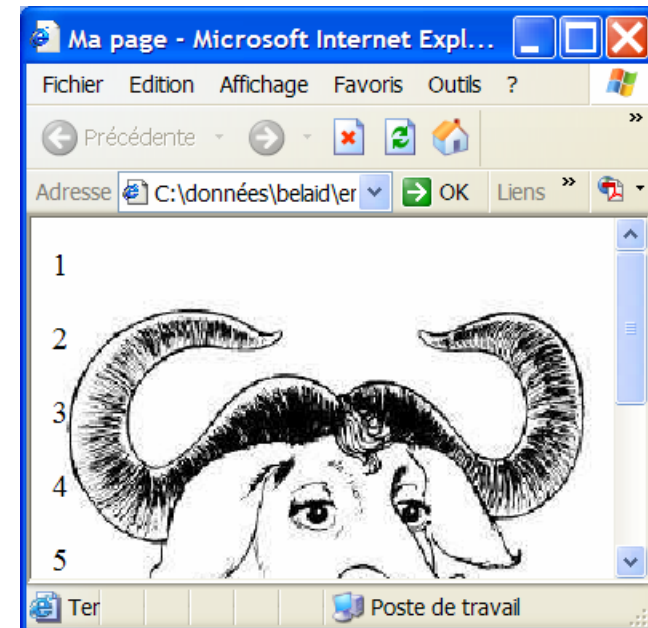 Ma page - Microsoft Internet Expl...
Fichier Edition Affichage Favoris Outils ?
Précédente »
Adresse C:\données\belaid\er OK Liens »
1
2
3
4
5
Ter Poste de travail